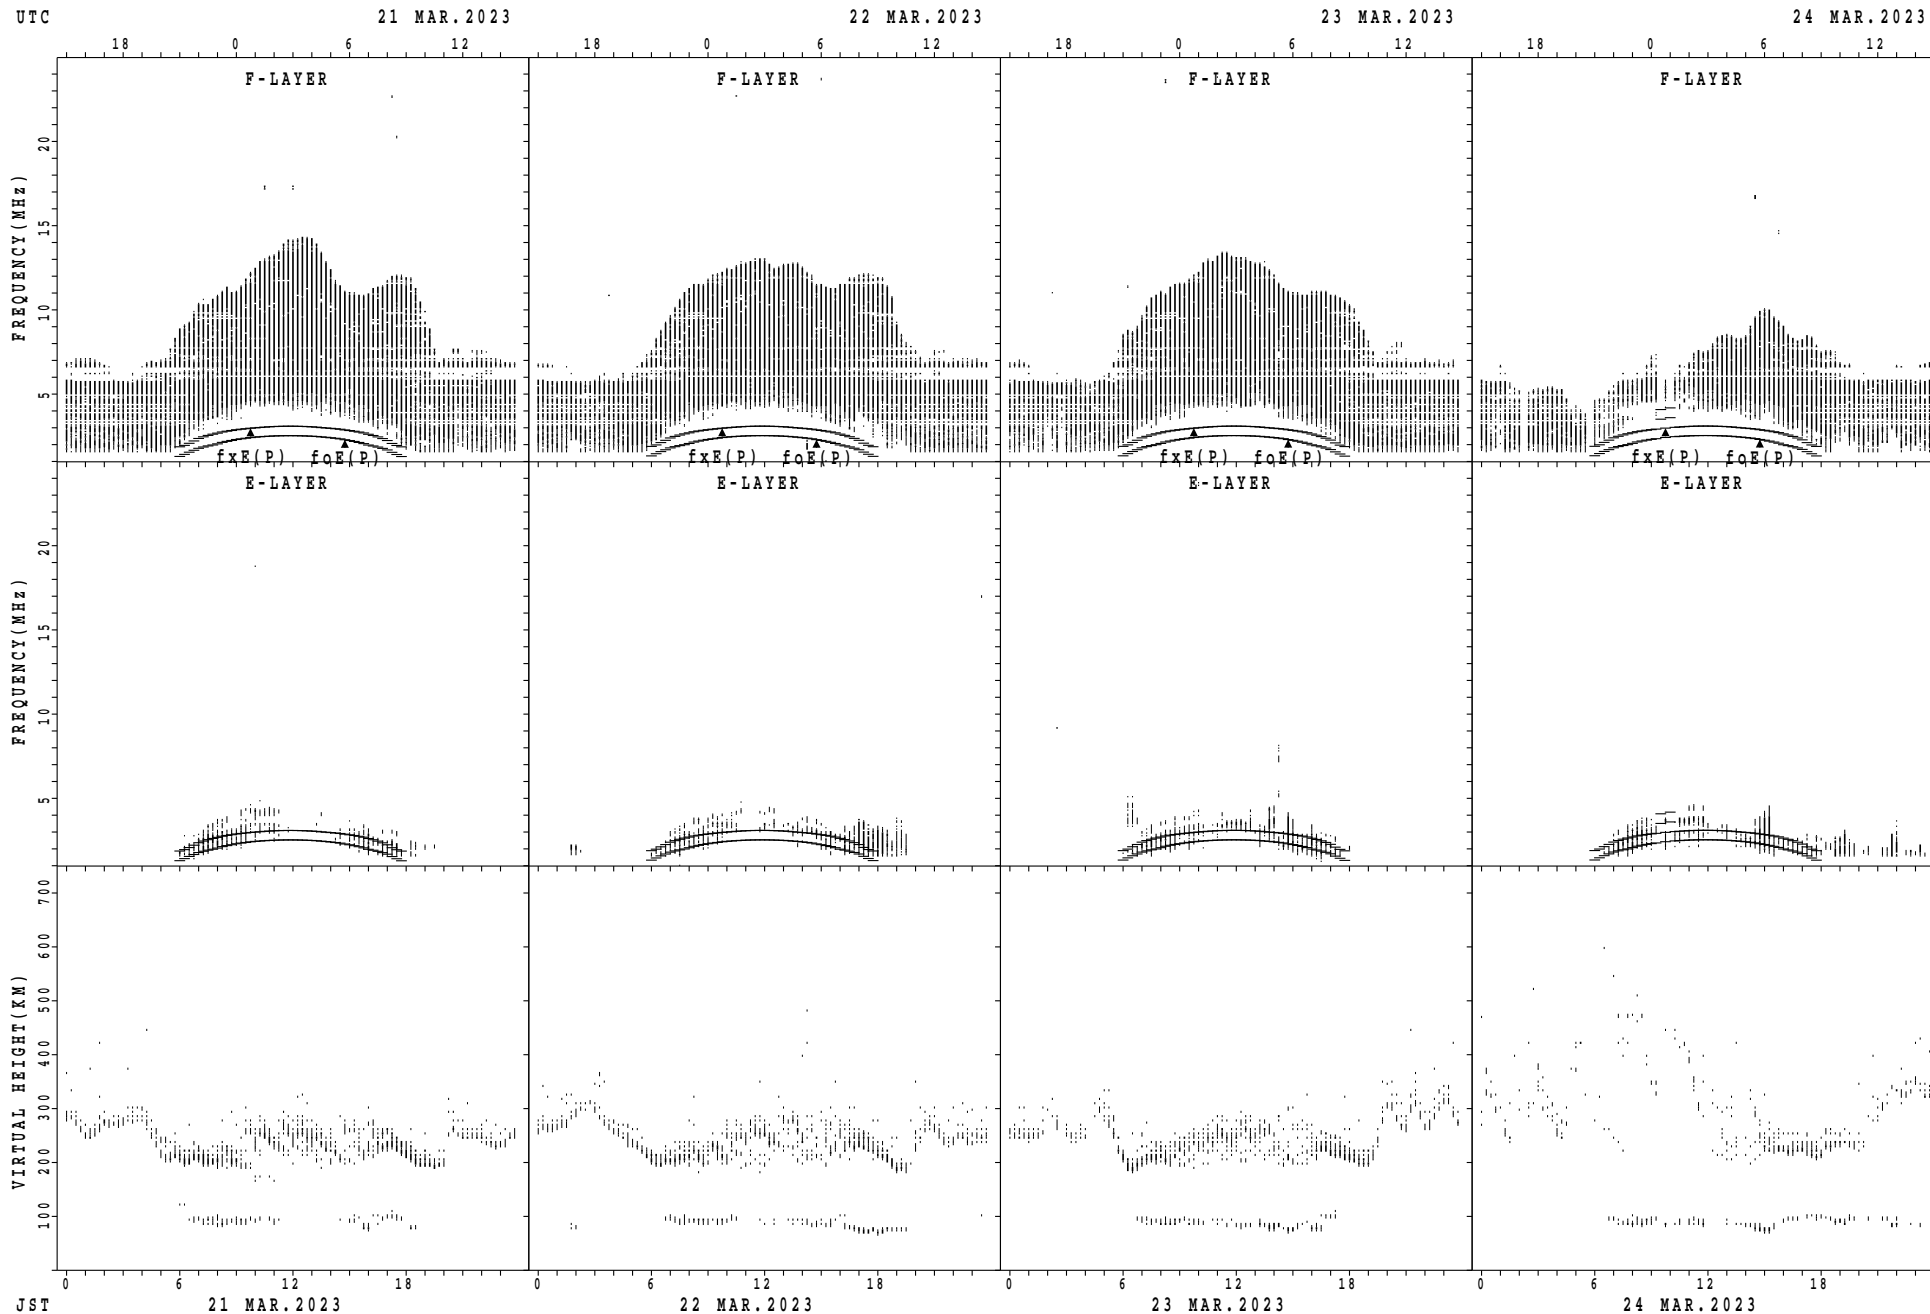 UTC 21 MAR.2023 22 MAR.2023 23 MAR.2023 24 MAR.2023
18 0 6 12 18 0 6 12 18 0 6 12 18 0 6 12
F-LAYER F-LAYER F-LAYER F-LAYER
FREQUENCY(MHz)
20
15
10
5
fxE(P) foE(P) fxE(P) foE(P) fxE(P) foE(P) fxE(P) foE(P)
E-LAYER E-LAYER E-LAYER E-LAYER
FREQUENCY(MHz)
20
15
10
5
VIRTUAL HEIGHT(KM)
700
600
500
400
300
200
100
0 6 12 18 0 6 12 18 0 6 12 18 0 6 12 18
JST 21 MAR.2023 22 MAR.2023 23 MAR.2023 24 MAR.2023